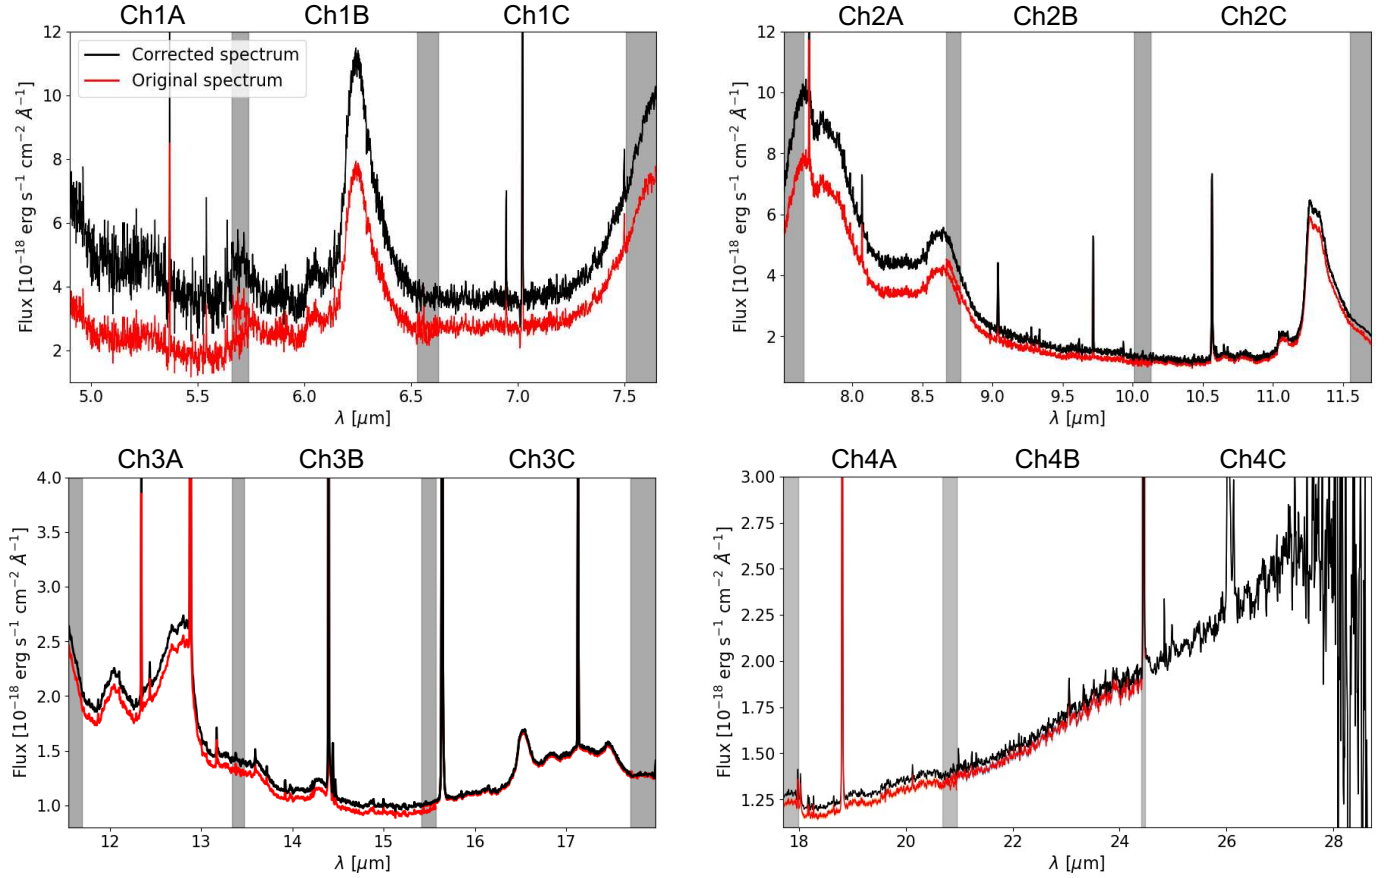 Ch1A Ch1B Ch1C
12
10
8
6
4
2
Flux [10⁻¹⁸ erg s⁻¹ cm⁻² Å⁻¹]
Corrected spectrum
Original spectrum
5.0 5.5 6.0 6.5 7.0 7.5
λ [μm]
Ch2A Ch2B Ch2C
12
10
8
6
4
2
Flux [10⁻¹⁸ erg s⁻¹ cm⁻² Å⁻¹]
8.0 8.5 9.0 9.5 10.0 10.5 11.0 11.5
λ [μm]
Ch3A Ch3B Ch3C
4.0
3.5
3.0
2.5
2.0
1.5
1.0
Flux [10⁻¹⁸ erg s⁻¹ cm⁻² Å⁻¹]
12 13 14 15 16 17
λ [μm]
Ch4A Ch4B Ch4C
3.00
2.75
2.50
2.25
2.00
1.75
1.50
1.25
Flux [10⁻¹⁸ erg s⁻¹ cm⁻² Å⁻¹]
18 20 22 24 26 28
λ [μm]